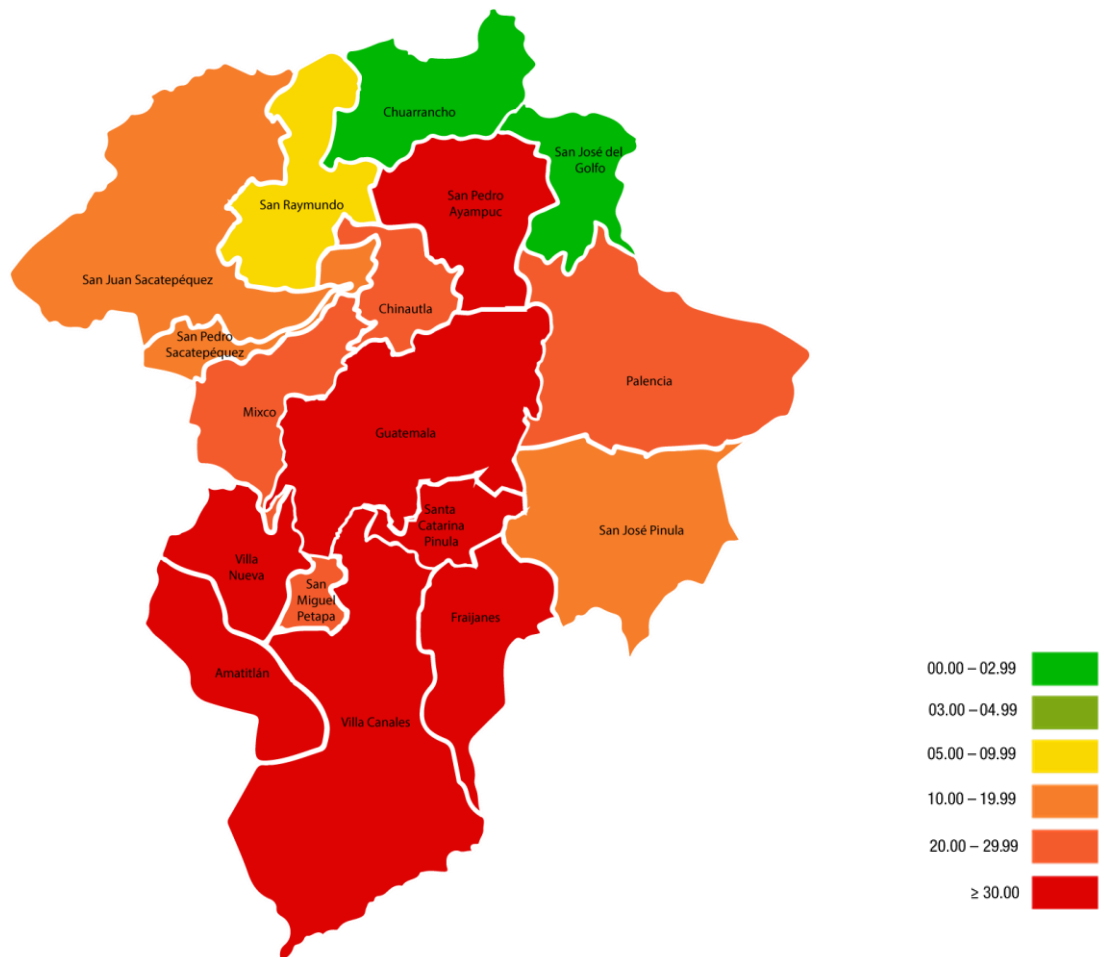 Chuarrancho
San José del
Golfo
San Pedro
Ayampuc
San Raymundo
San Juan Sacatepéquez
Chinautla
San Pedro
Sacatepéquez
Palencia
Mixco
Guatemala
Santa
Catarina
Pinula
San José Pinula
Villa
Nueva
San
Miguel
Petapa
Fraijanes
Amatitlán
Villa Canales
00.00 – 02.99
03.00 – 04.99
05.00 – 09.99
10.00 – 19.99
20.00 – 29.99
≥ 30.00